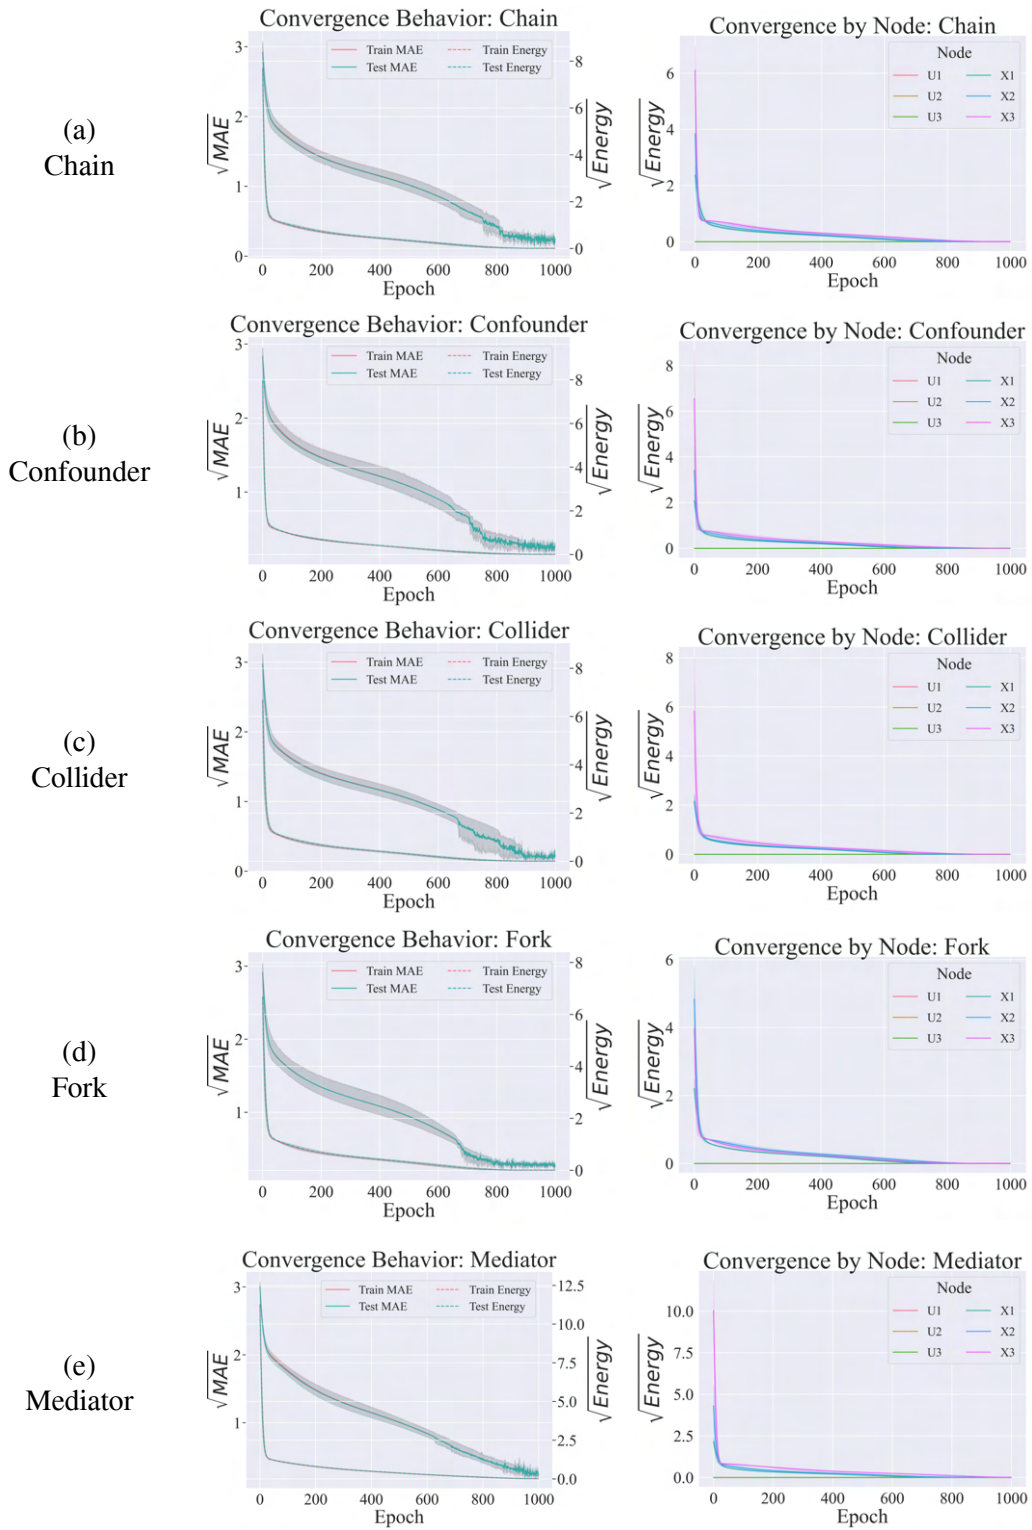 (a)
Chain
Convergence Behavior: Chain
Train MAE Train Energy
Test MAE Test Energy
3
2
1
0
√MAE
8
6
4
2
0
√Energy
0 200 400 600 800 1000
Epoch
Convergence by Node: Chain
Node
U1 X1
U2 X2
U3 X3
6
4
2
0
√Energy
0 200 400 600 800 1000
Epoch
(b)
Confounder
Convergence Behavior: Confounder
Train MAE Train Energy
Test MAE Test Energy
3
2
1
√MAE
8
6
4
2
0
√Energy
0 200 400 600 800 1000
Epoch
Convergence by Node: Confounder
Node
U1 X1
U2 X2
U3 X3
8
6
4
2
0
√Energy
0 200 400 600 800 1000
Epoch
(c)
Collider
Convergence Behavior: Collider
Train MAE Train Energy
Test MAE Test Energy
3
2
1
0
√MAE
8
6
4
2
0
√Energy
0 200 400 600 800 1000
Epoch
Convergence by Node: Collider
Node
U1 X1
U2 X2
U3 X3
8
6
4
2
0
√Energy
0 200 400 600 800 1000
Epoch
(d)
Fork
Convergence Behavior: Fork
Train MAE Train Energy
Test MAE Test Energy
3
2
1
√MAE
8
6
4
2
0
√Energy
0 200 400 600 800 1000
Epoch
Convergence by Node: Fork
Node
U1 X1
U2 X2
U3 X3
6
4
2
0
√Energy
0 200 400 600 800 1000
Epoch
(e)
Mediator
Convergence Behavior: Mediator
Train MAE Train Energy
Test MAE Test Energy
3
2
1
√MAE
12.5
10.0
7.5
5.0
2.5
0.0
√Energy
0 200 400 600 800 1000
Epoch
Convergence by Node: Mediator
Node
U1 X1
U2 X2
U3 X3
10.0
7.5
5.0
2.5
0.0
√Energy
0 200 400 600 800 1000
Epoch